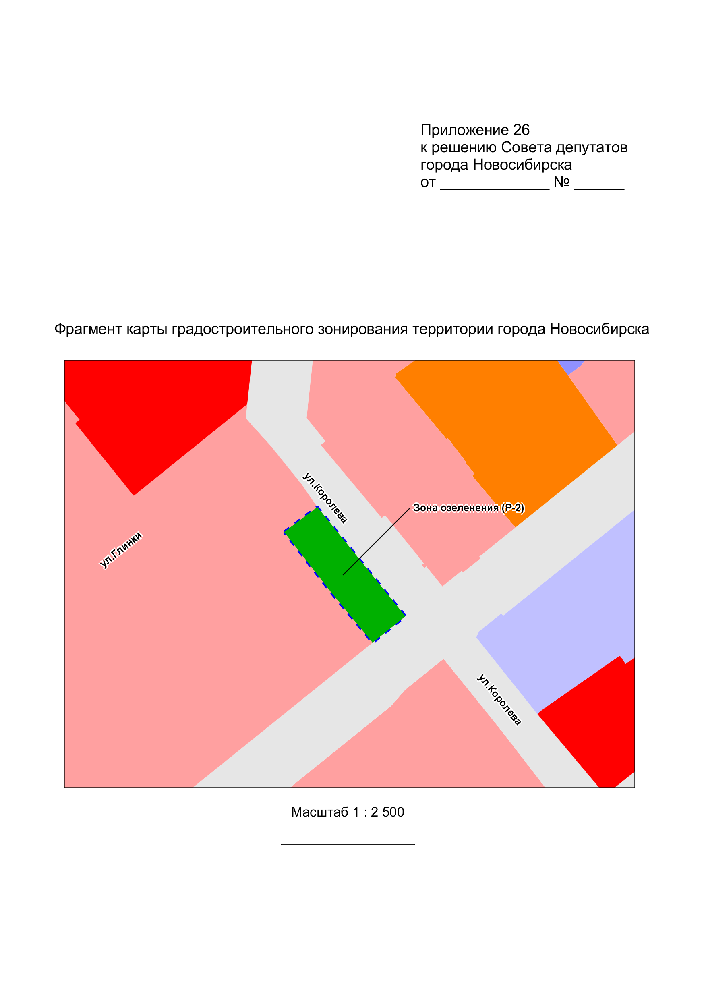 Приложение 26
к решению Совета депутатов
города Новосибирска
от _____________ № ______
Фрагмент карты градостроительного зонирования территории города Новосибирска
ул.Королева
Зона озеленения (Р-2)
ул.Глинки
ул.Королева
Масштаб 1 : 2 500